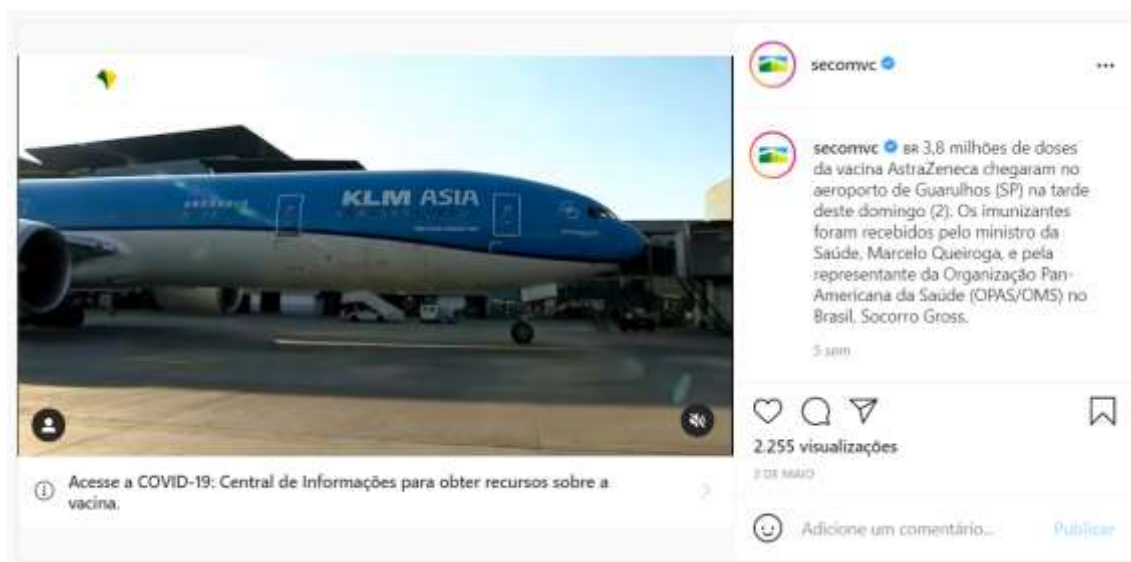 KLM ASIA
Acesse a COVID-19: Central de Informações para obter recursos sobre a
vacina.
secomvc
secomvc BR 3,8 milhões de doses
da vacina AstraZeneca chegaram no
aeroporto de Guarulhos (SP) na tarde
deste domingo (2). Os imunizantes
foram recebidos pelo ministro da
Saúde, Marcelo Queiroga, e pela
representante da Organização Pan-
Americana da Saúde (OPAS/OMS) no
Brasil, Socorro Gross.
5 sem
2.255 visualizações
2 DE MAIO
Adicione um comentário...
Publicar